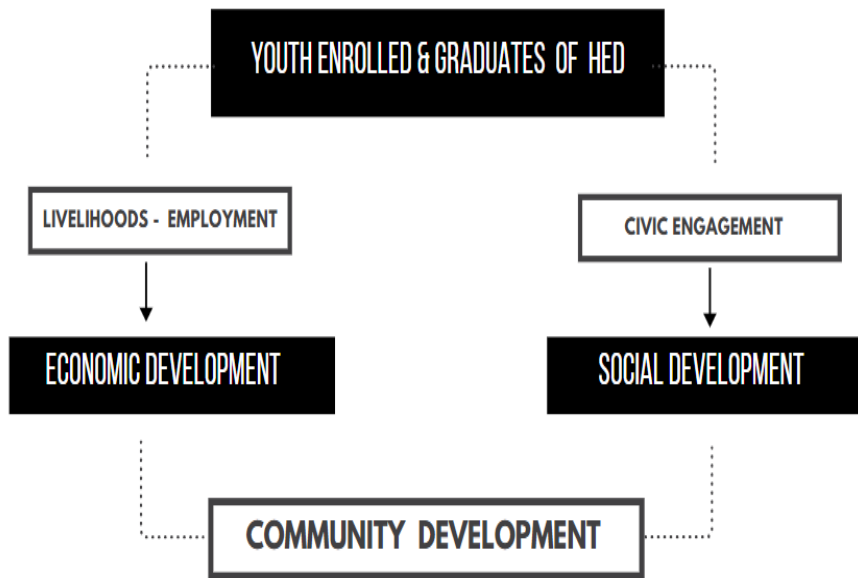 YOUTH ENROLLED & GRADUATES OF HED
LIVELIHOODS - EMPLOYMENT
CIVIC ENGAGEMENT
ECONOMIC DEVELOPMENT
SOCIAL DEVELOPMENT
COMMUNITY DEVELOPMENT